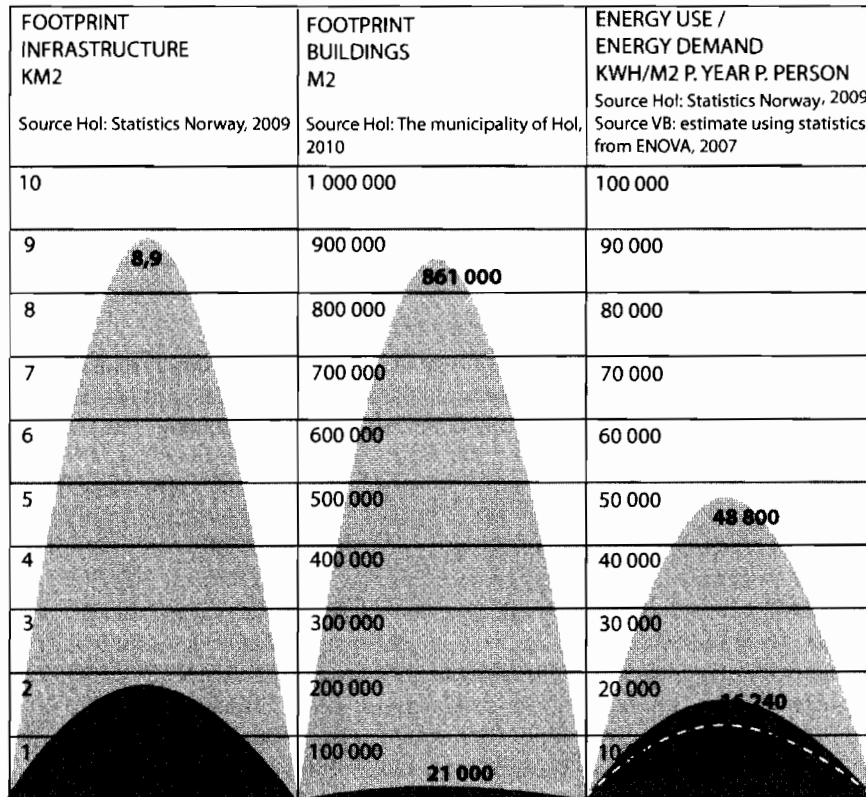 FOOTPRINT
INFRASTRUCTURE
KM2
Source Hol: Statistics Norway, 2009
10
9
8,9
8
7
6
5
4
3
2
1
FOOTPRINT
BUILDINGS
M2
Source Hol: The municipality of Hol,
2010
1 000 000
900 000
861 000
800 000
700 000
600 000
500 000
400 000
300 000
200 000
100 000
21 000
ENERGY USE /
ENERGY DEMAND
KWH/M2 P. YEAR P. PERSON
Source Hol: Statistics Norway, 2009
Source VB: estimate using statistics
from ENOVA, 2007
100 000
90 000
80 000
70 000
60 000
50 000
48 800
40 000
30 000
20 000
16 240
10